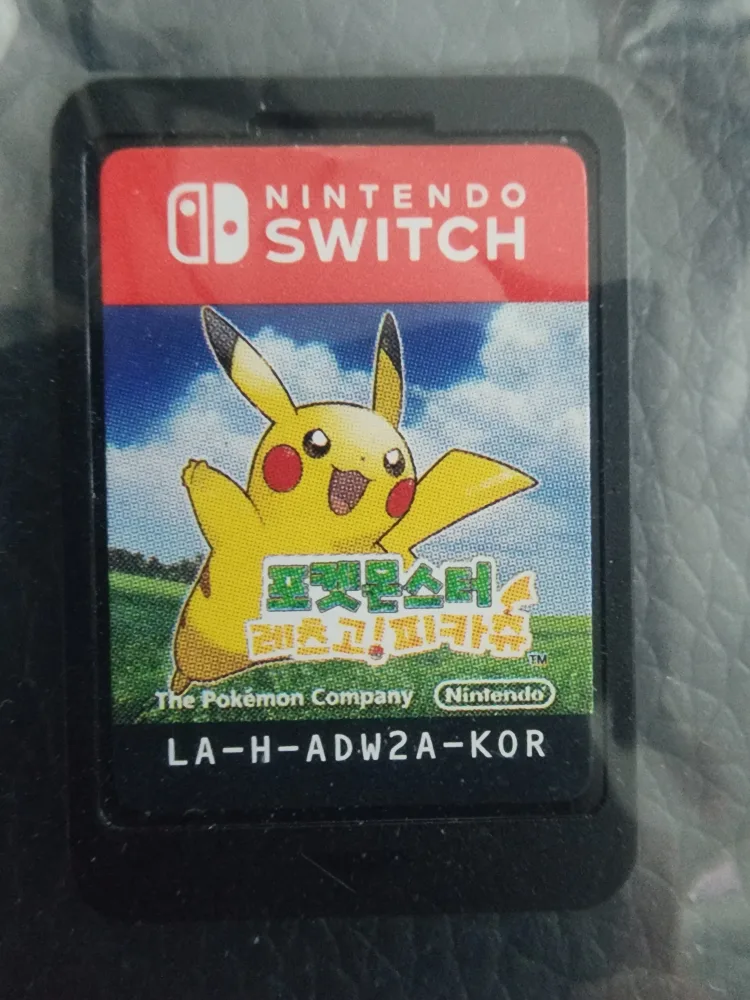 NINTENDO
SWITCH
포켓몬스터
레츠고!피카츄
TM
The Pokémon Company
Nintendo
LA-H-ADW2A-KOR